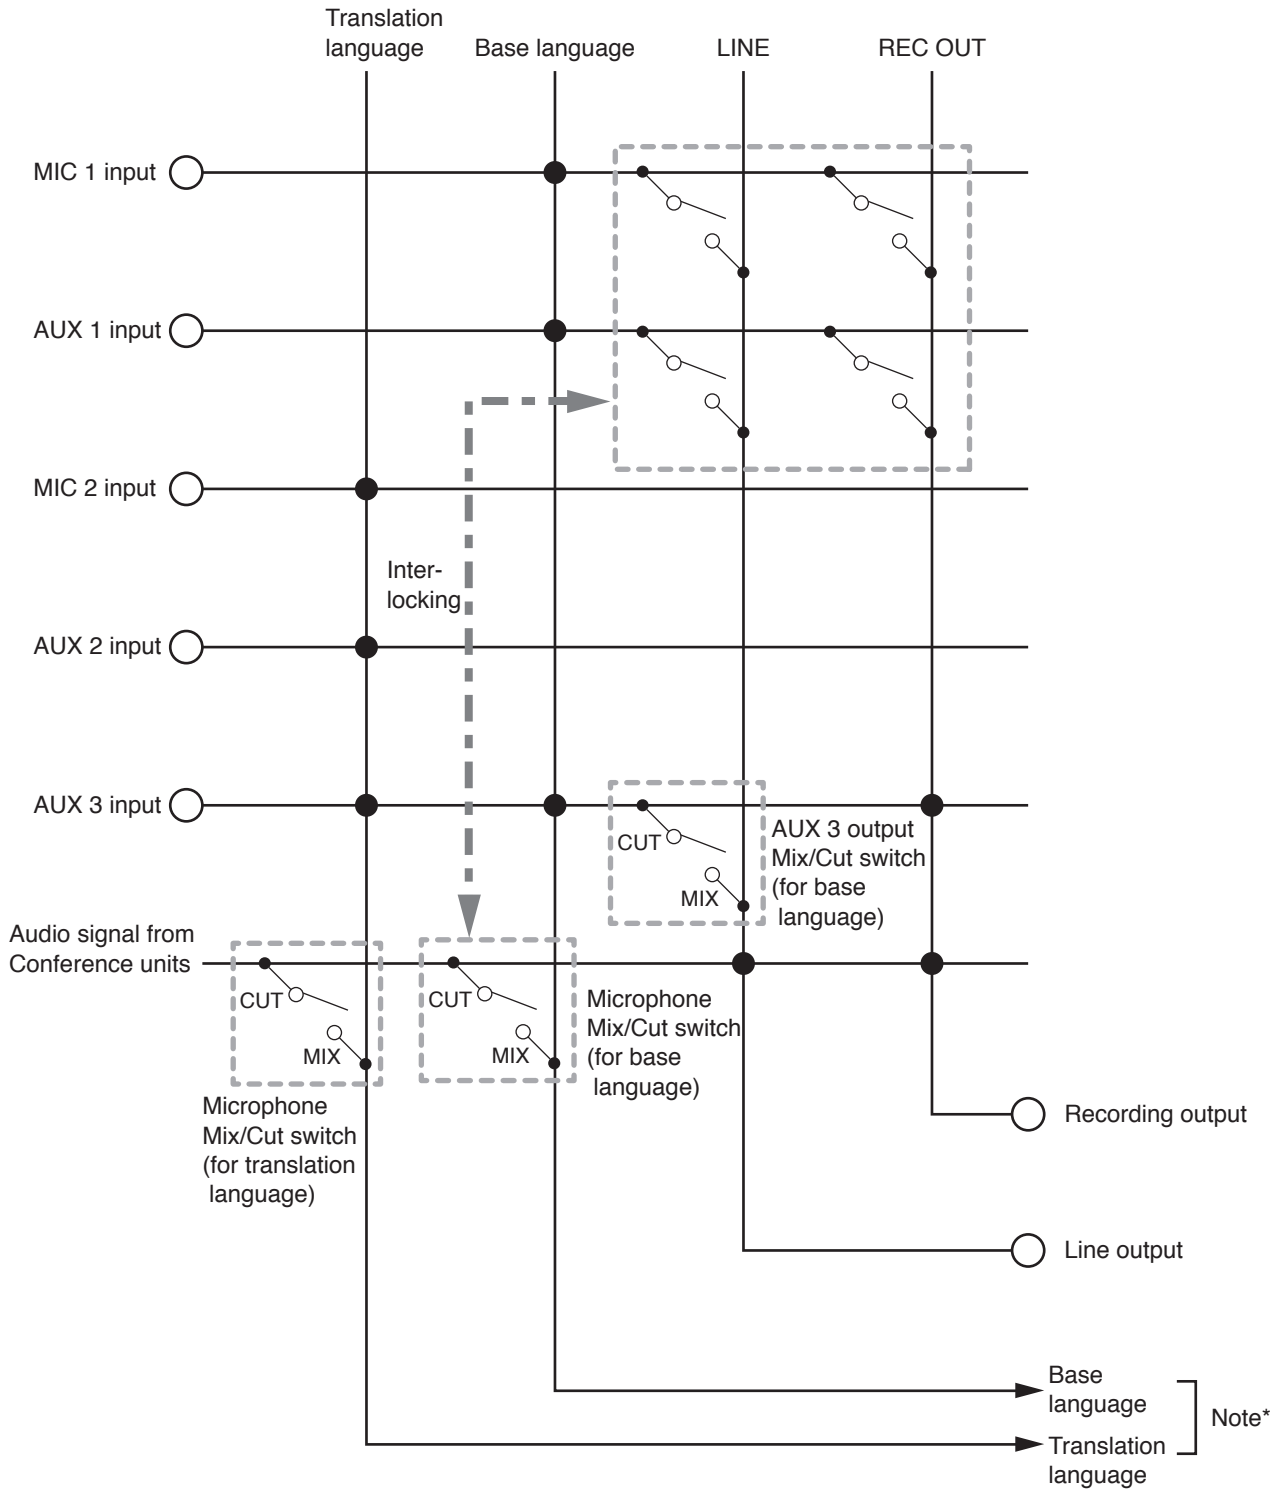 Translation
language
Base language
LINE
REC OUT
MIC 1 input
AUX 1 input
MIC 2 input
Inter-
locking
AUX 2 input
AUX 3 input
CUT
MIX
AUX 3 output
Mix/Cut switch
(for base
language)
Audio signal from
Conference units
CUT
MIX
CUT
MIX
Microphone
Mix/Cut switch
(for base
language)
Microphone
Mix/Cut switch
(for translation
language)
Recording output
Line output
Base
language
Note*
Translation
language